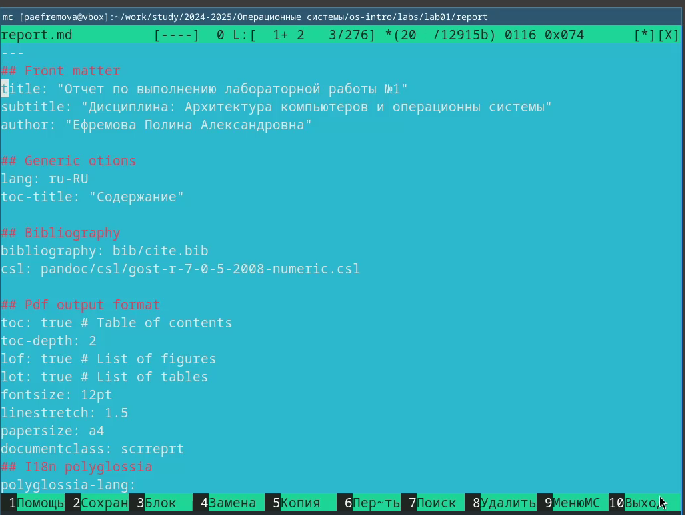 mc [paefremova@vbox]:~/work/study/2024-2025/Операционные системы/os-intro/labs/lab01/report
report.md [----] 0 L:[ 1+ 2 3/276] *(20 /12915b) 0116 0x074 [*][X]
---
## Front matter
title: "Отчет по выполнению лабораторной работы №1"
subtitle: "Дисциплина: Архитектура компьютеров и операционны системы"
author: "Ефремова Полина Александровна"
## Generic otions
lang: ru-RU
toc-title: "Содержание"
## Bibliography
bibliography: bib/cite.bib
csl: pandoc/csl/gost-r-7-0-5-2008-numeric.csl
## Pdf output format
toc: true # Table of contents
toc-depth: 2
lof: true # List of figures
lot: true # List of tables
fontsize: 12pt
linestretch: 1.5
papersize: a4
documentclass: scrreprt
## I18n polyglossia
polyglossia-lang:
1Помощь 2Сохран 3Блок 4Замена 5Копия 6Пер~ть 7Поиск 8Удалить 9МенюMC 10Выход